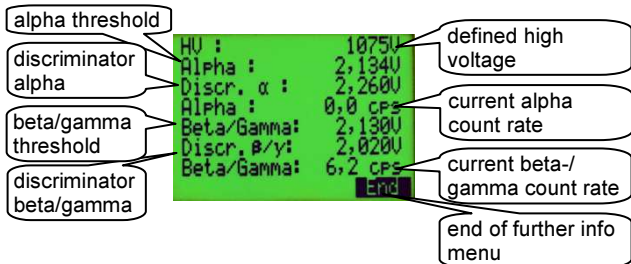 alpha threshold
discriminator
alpha
beta/gamma
threshold
discriminator
beta/gamma
HV : 1075V
Alpha : 2,134V
Discr. α : 2,260V
Alpha : 0,0 cps
Beta/Gamma: 2,130V
Discr. β/γ: 2,020V
Beta/Gamma: 6,2 cps
End
defined high
voltage
current alpha
count rate
current beta-/
gamma count rate
end of further info
menu